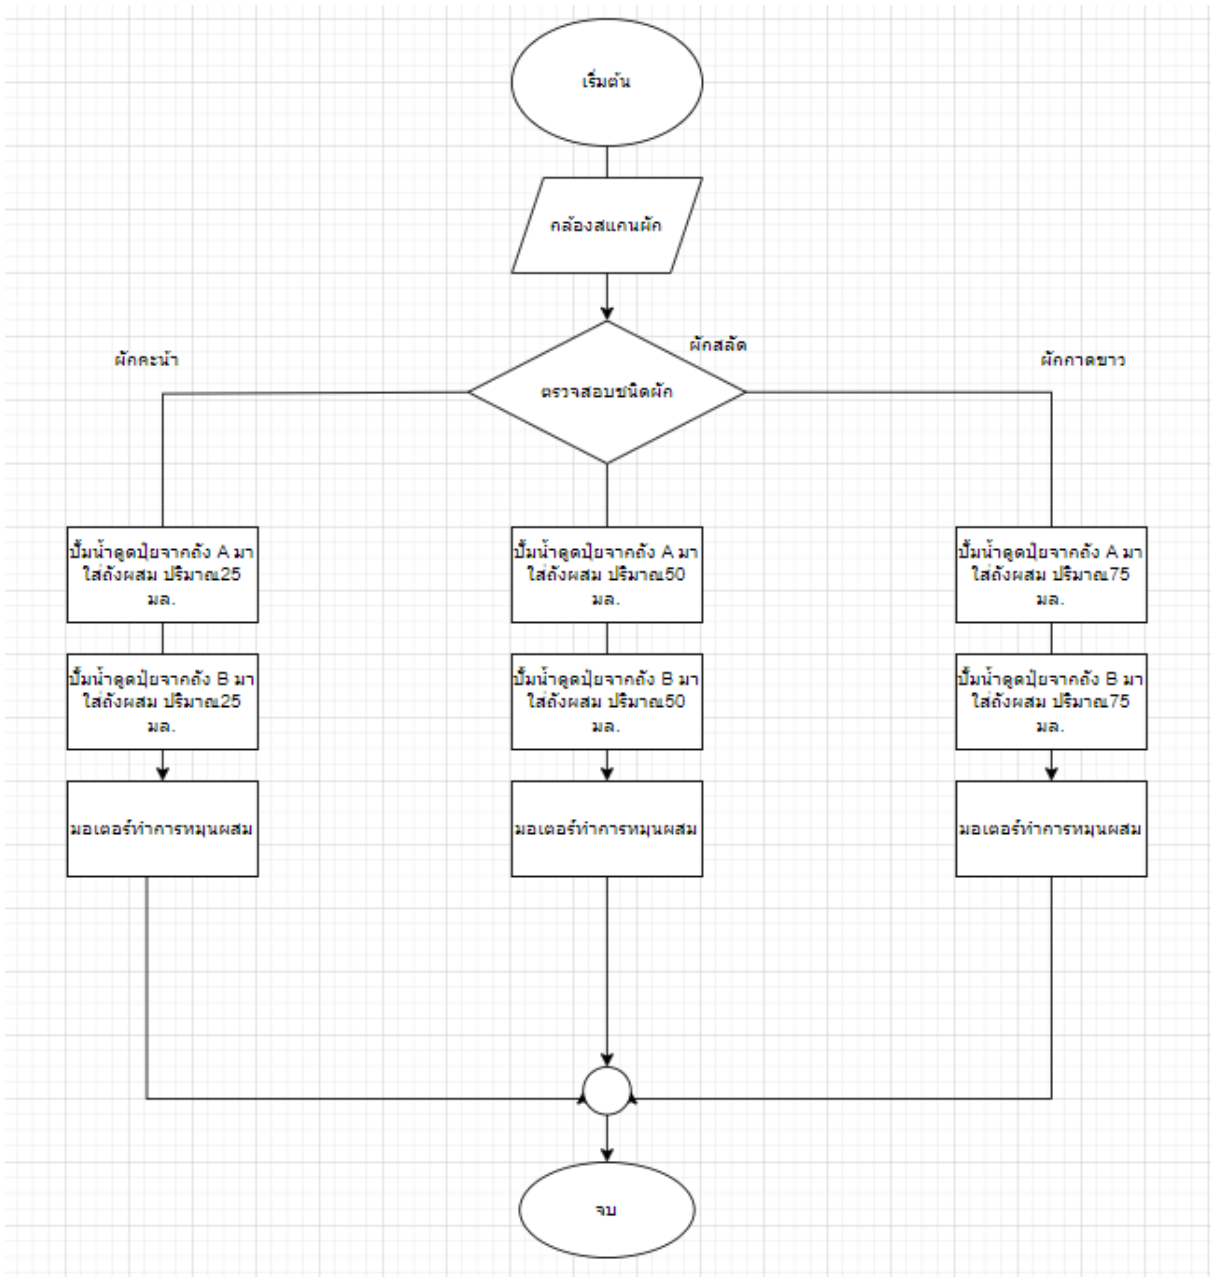 เริ่มต้น
กล้องสแกนผัก
ผักสลัด
ผักคะน้า
ผักกาดขาว
ตรวจสอบชนิดผัก
ปั๊มน้ำดูดปุ๋ยจากถัง A มา
ใส่ถังผสม ปริมาณ25
มล.
ปั๊มน้ำดูดปุ๋ยจากถัง A มา
ใส่ถังผสม ปริมาณ50
มล.
ปั๊มน้ำดูดปุ๋ยจากถัง A มา
ใส่ถังผสม ปริมาณ75
มล.
ปั๊มน้ำดูดปุ๋ยจากถัง B มา
ใส่ถังผสม ปริมาณ25
มล.
ปั๊มน้ำดูดปุ๋ยจากถัง B มา
ใส่ถังผสม ปริมาณ50
มล.
ปั๊มน้ำดูดปุ๋ยจากถัง B มา
ใส่ถังผสม ปริมาณ75
มล.
มอเตอร์ทำการหมุนผสม
มอเตอร์ทำการหมุนผสม
มอเตอร์ทำการหมุนผสม
จบ